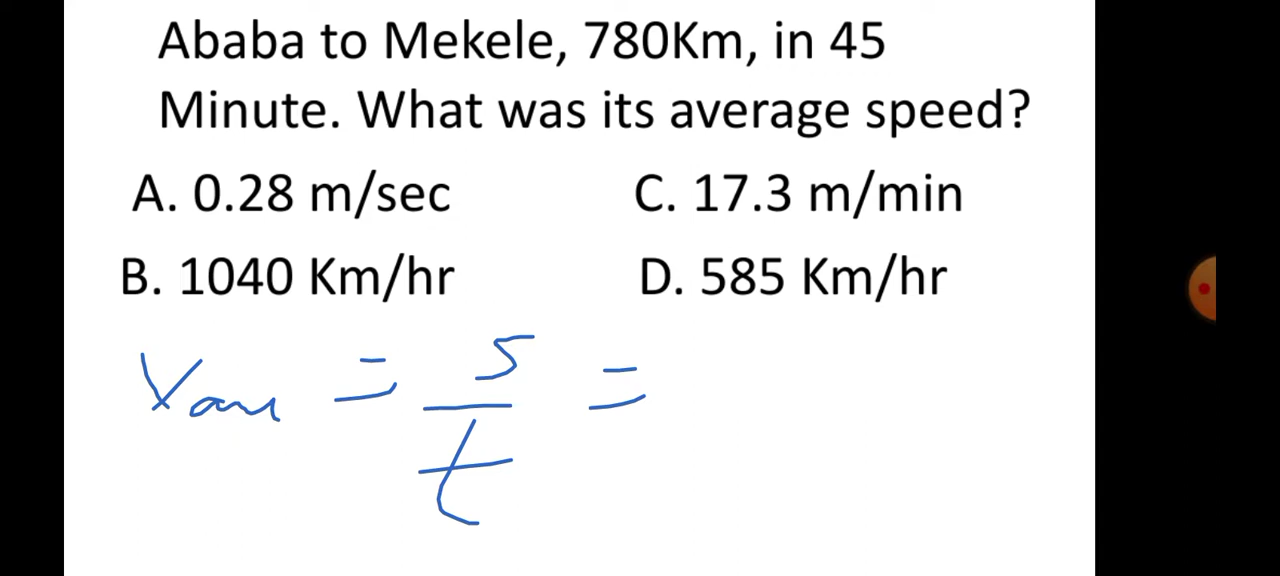 Ababa to Mekele, 780Km, in 45
Minute. What was its average speed?
A. 0.28 m/sec C. 17.3 m/min
B. 1040 Km/hr D. 585 Km/hr
Vav = s/t =